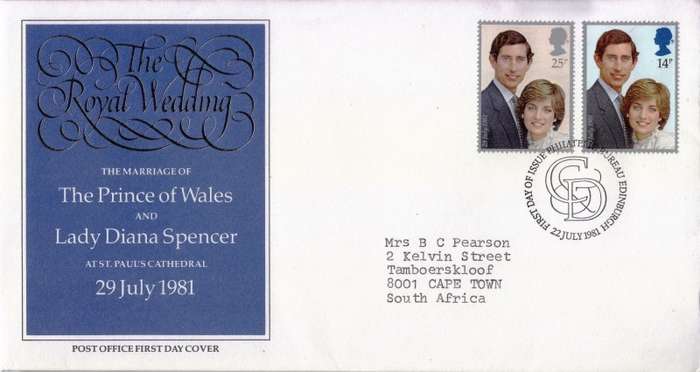 The
Royal Wedding
THE MARRIAGE OF
The Prince of Wales
AND
Lady Diana Spencer
AT ST. PAUL'S CATHEDRAL
29 July 1981
POST OFFICE FIRST DAY COVER
25P
14P
FIRST DAY OF ISSUE PHILATELIC BUREAU EDINBURGH
22 JULY 1981
Mrs B C Pearson
2 Kelvin Street
Tamboerskloof
8001 CAPE TOWN
South Africa